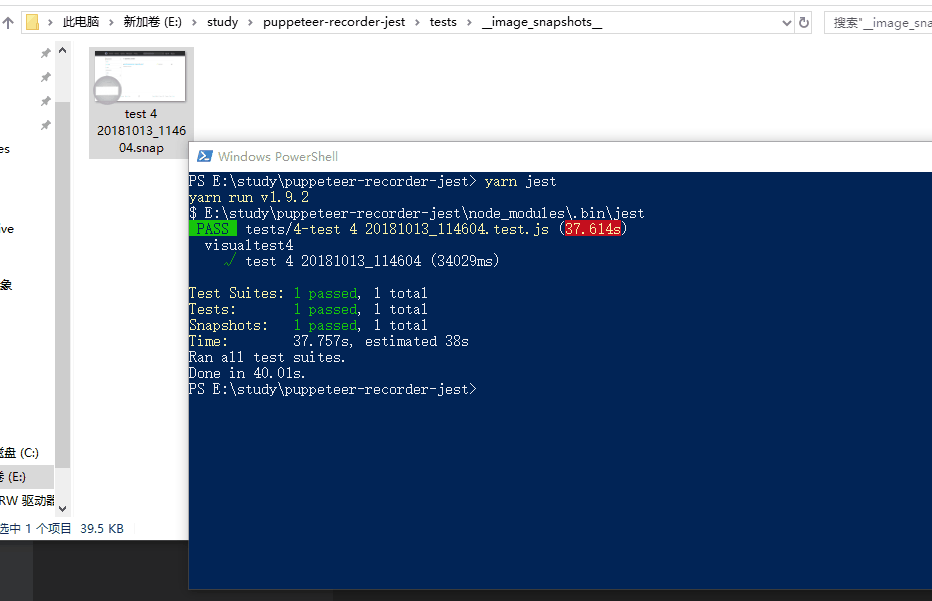 此电脑 > 新加卷 (E:) > study > puppeteer-recorder-jest > tests > __image_snapshots__
搜索"__image_sna
test 4
20181013_1146
04.snap
es
ve
象
盘 (C:)
卷 (E:)
RW 驱动器
选中 1 个项目 39.5 KB
Windows PowerShell
PS E:\study\puppeteer-recorder-jest> yarn jest
yarn run v1.9.2
$ E:\study\puppeteer-recorder-jest\node_modules\.bin\jest
PASS tests/4-test 4 20181013_114604.test.js (37.614s)
visualtest4
√ test 4 20181013_114604 (34029ms)
Test Suites: 1 passed, 1 total
Tests: 1 passed, 1 total
Snapshots: 1 passed, 1 total
Time: 37.757s, estimated 38s
Ran all test suites.
Done in 40.01s.
PS E:\study\puppeteer-recorder-jest>